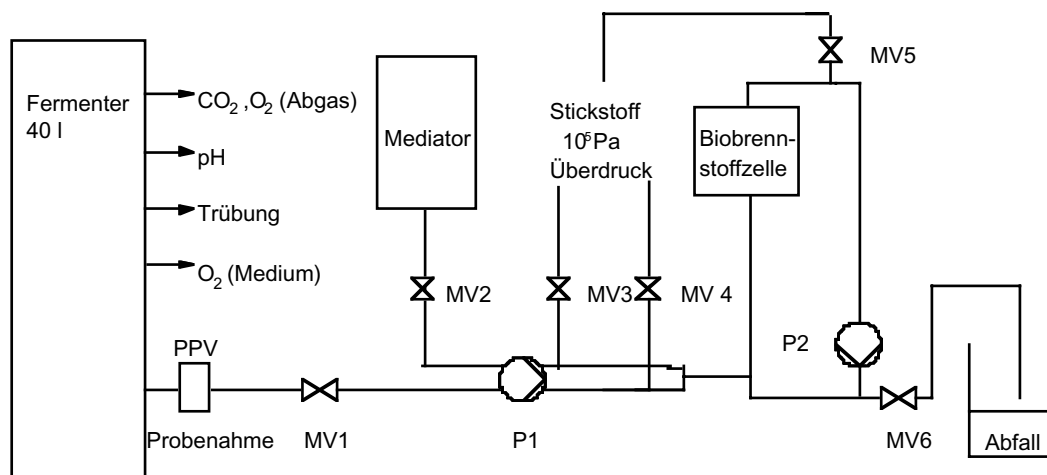 Fermenter
40 l
CO2 ,O2 (Abgas)
pH
Trübung
O2 (Medium)
PPV
Probenahme
MV1
Mediator
MV2
Stickstoff
10⁵Pa
Überdruck
MV3
MV 4
P1
Biobrenn-
stoffzelle
MV5
P2
MV6
Abfall